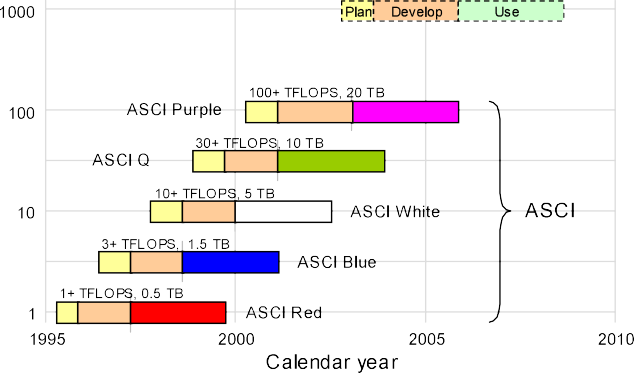 1000
Plan Develop Use
100+ TFLOPS, 20 TB
ASCI Purple
100
30+ TFLOPS, 10 TB
ASCI Q
10+ TFLOPS, 5 TB
10
ASCI White
ASCI
3+ TFLOPS, 1.5 TB
ASCI Blue
1+ TFLOPS, 0.5 TB
1
ASCI Red
1995 2000 2005 2010
Calendar year